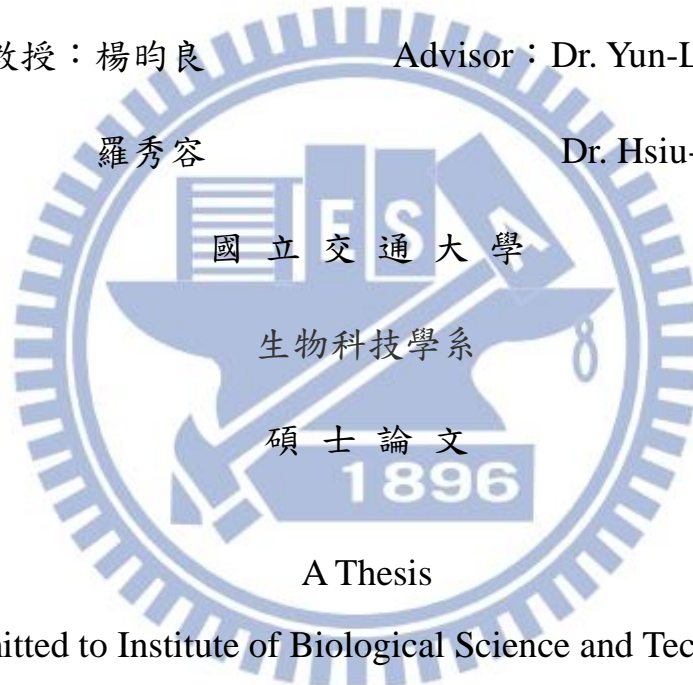 教授：楊昀良 Advisor：Dr. Yun-L
羅秀容 Dr. Hsiu-
E S A
國 立 交 通 大 學
生物科技學系
碩 士 論 文
1896
A Thesis
mitted to Institute of Biological Science and Tec